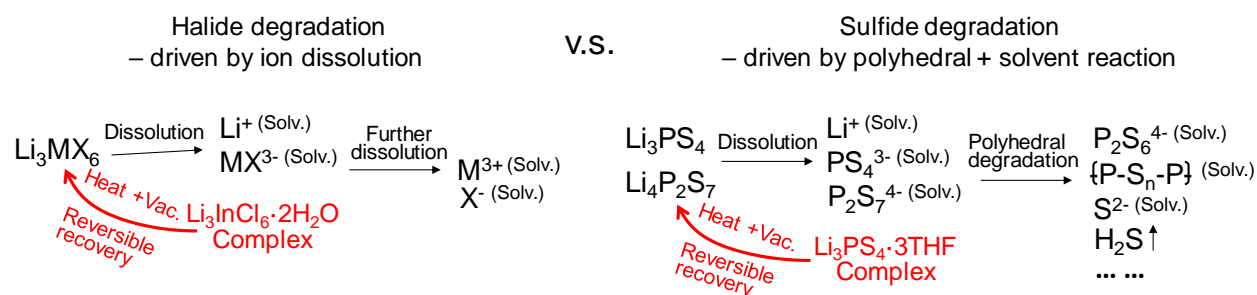 Halide degradation
– driven by ion dissolution
v.s.
Sulfide degradation
– driven by polyhedral + solvent reaction
Li₃MX₆
Dissolution
Li⁺ (Solv.)
MX³⁻ (Solv.)
Further
dissolution
M³⁺ (Solv.)
X⁻ (Solv.)
Heat +Vac.
Reversible
recovery
Li₃InCl₆·2H₂O
Complex
Li₃PS₄
Li₄P₂S₇
Dissolution
Li⁺ (Solv.)
PS₄³⁻ (Solv.)
P₂S₇⁴⁻ (Solv.)
Polyhedral
degradation
P₂S₆⁴⁻ (Solv.)
{P-Sₙ-P} (Solv.)
S²⁻ (Solv.)
H₂S↑
... ...
Heat +Vac.
Reversible
recovery
Li₃PS₄·3THF
Complex